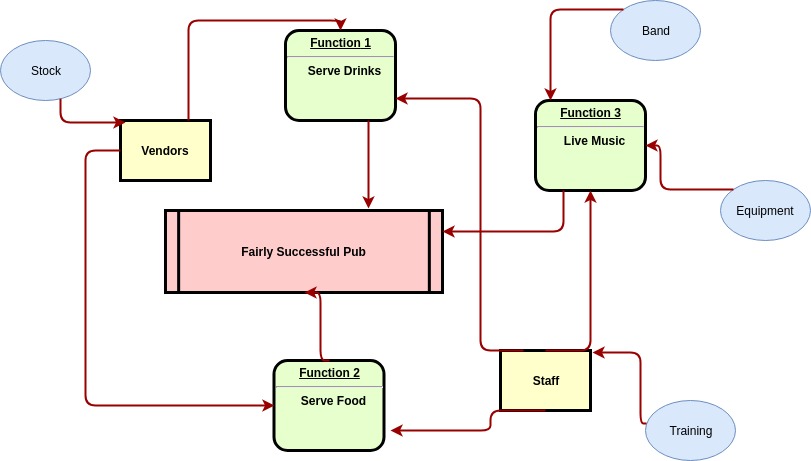 Band
Function 1
Serve Drinks
Stock
Function 3
Live Music
Vendors
Equipment
Fairly Successful Pub
Function 2
Serve Food
Staff
Training